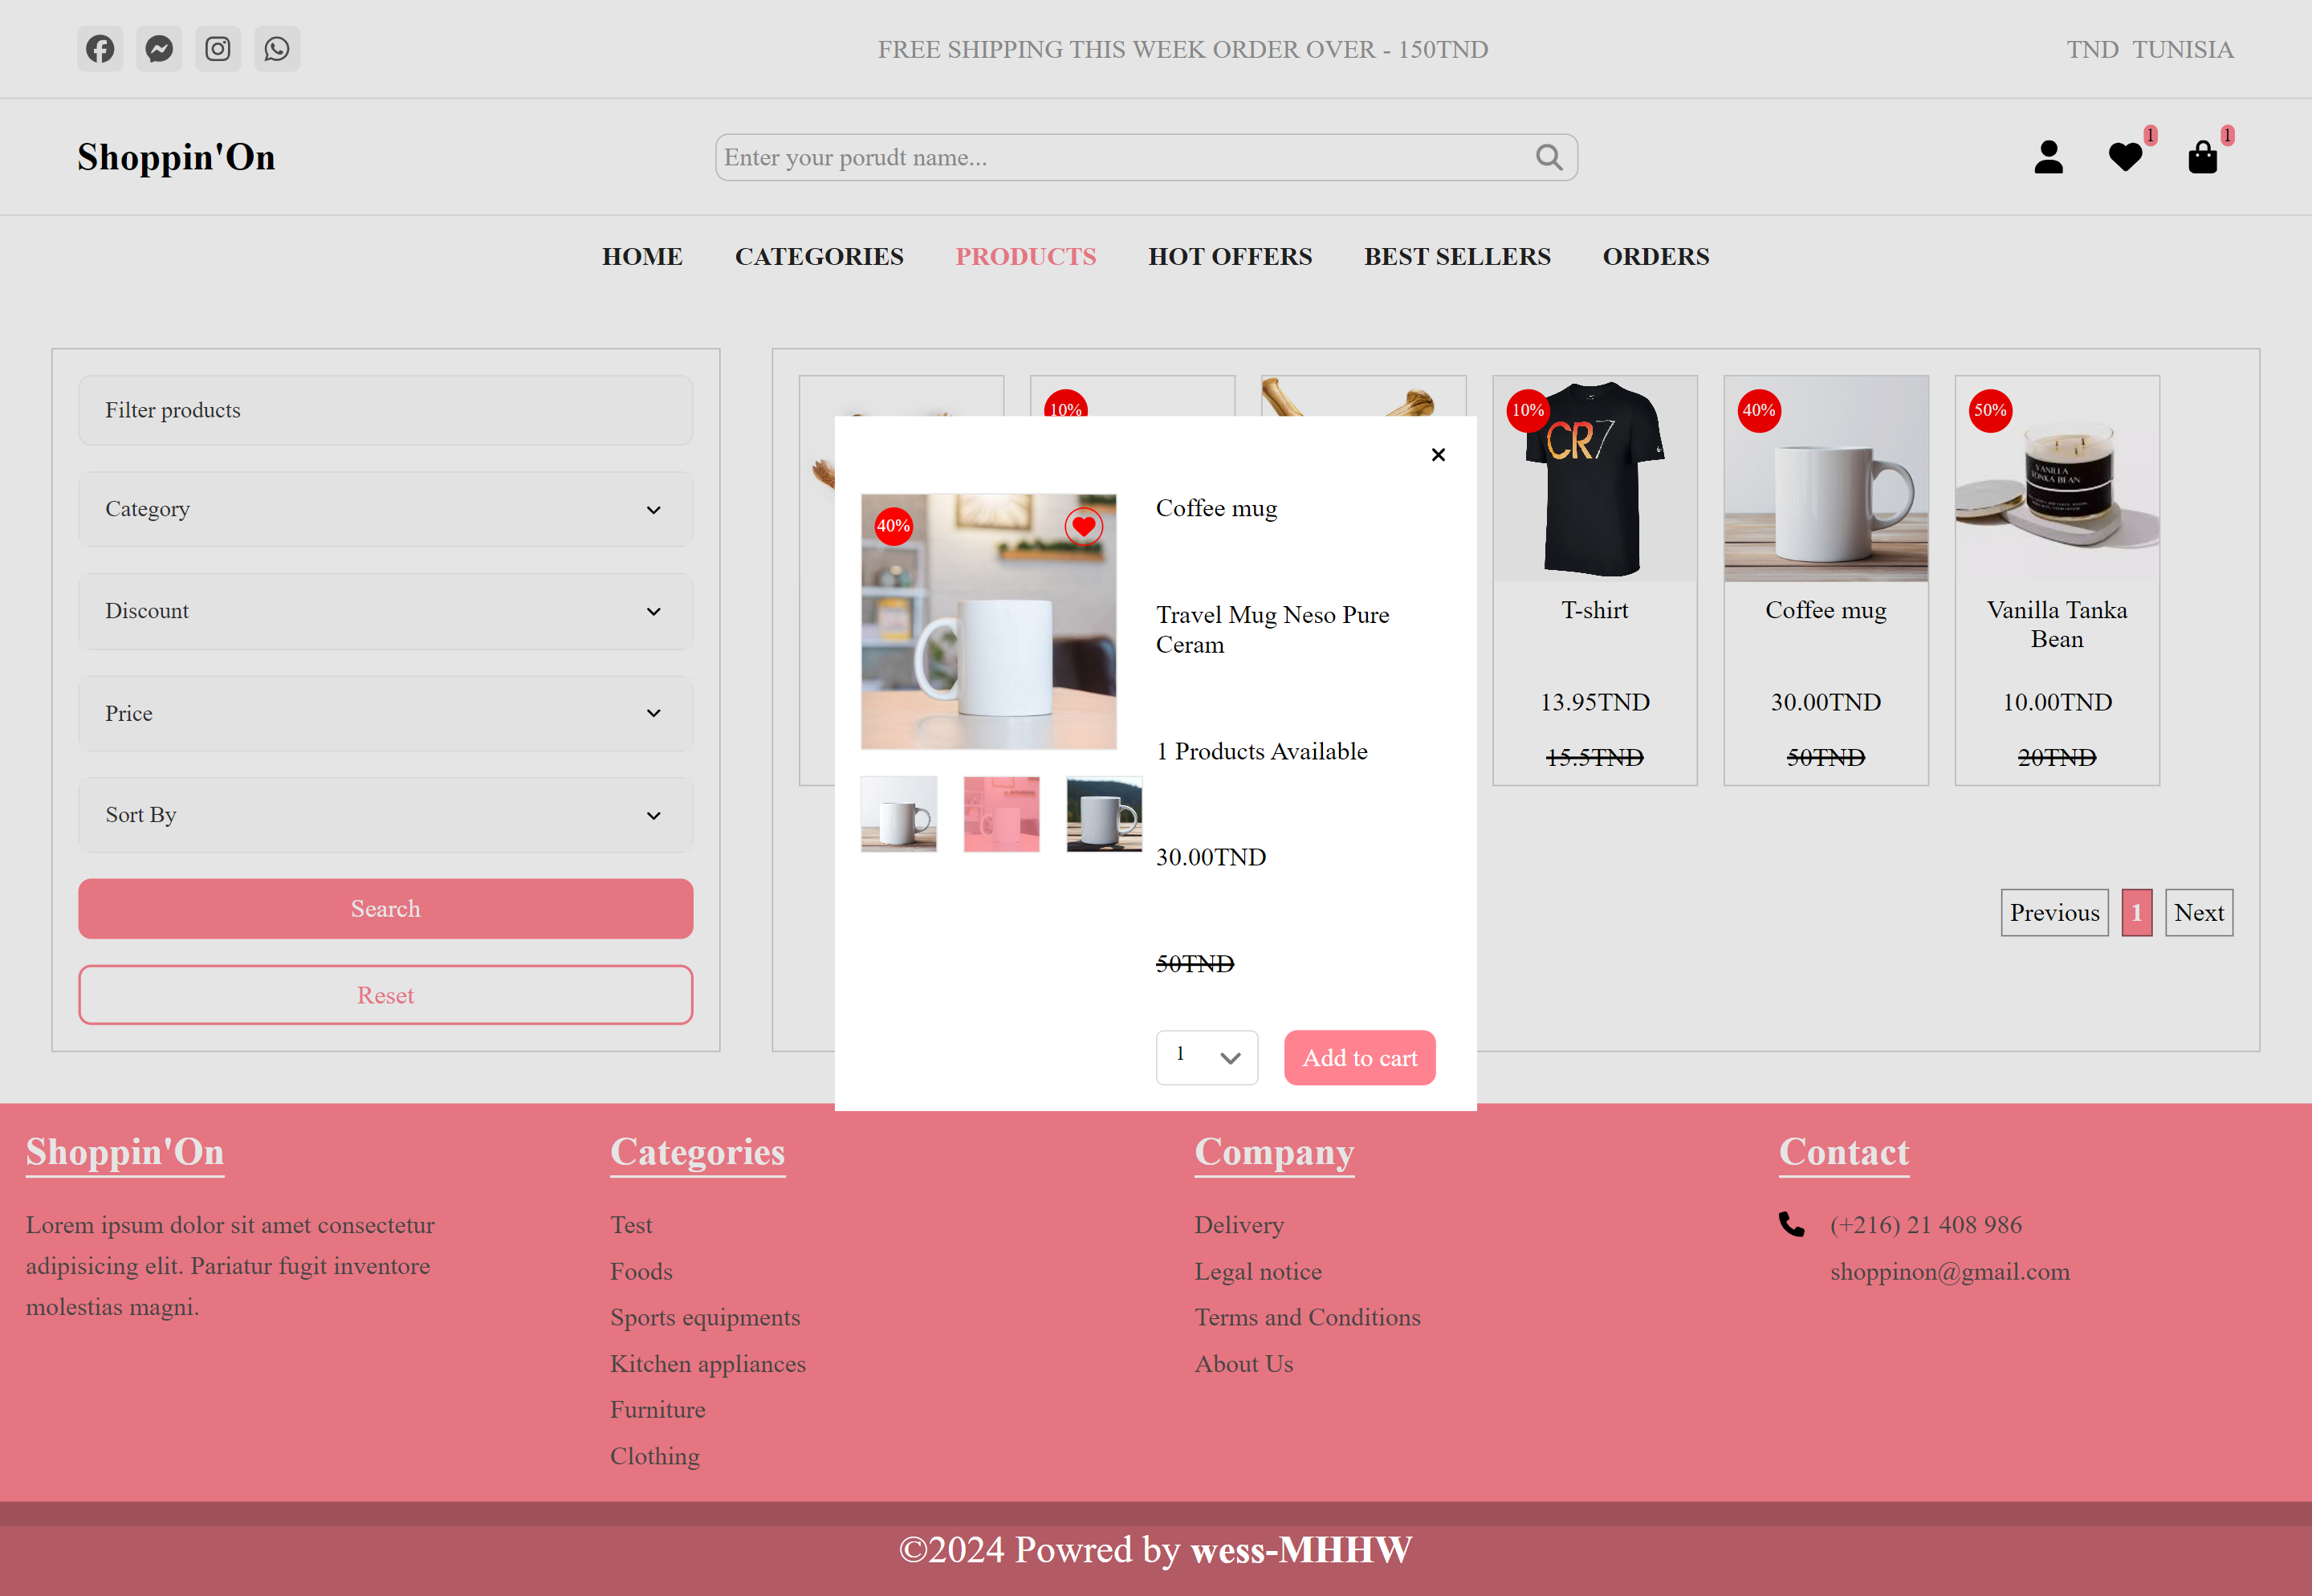 FREE SHIPPING THIS WEEK ORDER OVER - 150TND
TND TUNISIA
Shoppin'On
Enter your porudt name...
1
1
HOME
CATEGORIES
PRODUCTS
HOT OFFERS
BEST SELLERS
ORDERS
Filter products
Category
Discount
Price
Sort By
Search
Reset
10%
10%
CR7
T-shirt
13.95TND
15.5TND
40%
Coffee mug
30.00TND
50TND
50%
VANILLA
TONKA BEAN
Vanilla Tanka
Bean
10.00TND
20TND
40%
Coffee mug
Travel Mug Neso Pure
Ceram
1 Products Available
30.00TND
50TND
1
Add to cart
Previous
1
Next
Shoppin'On
Lorem ipsum dolor sit amet consectetur
adipisicing elit. Pariatur fugit inventore
molestias magni.
Categories
Test
Foods
Sports equipments
Kitchen appliances
Furniture
Clothing
Company
Delivery
Legal notice
Terms and Conditions
About Us
Contact
(+216) 21 408 986
shoppinon@gmail.com
©2024 Powred by wess-MHHW